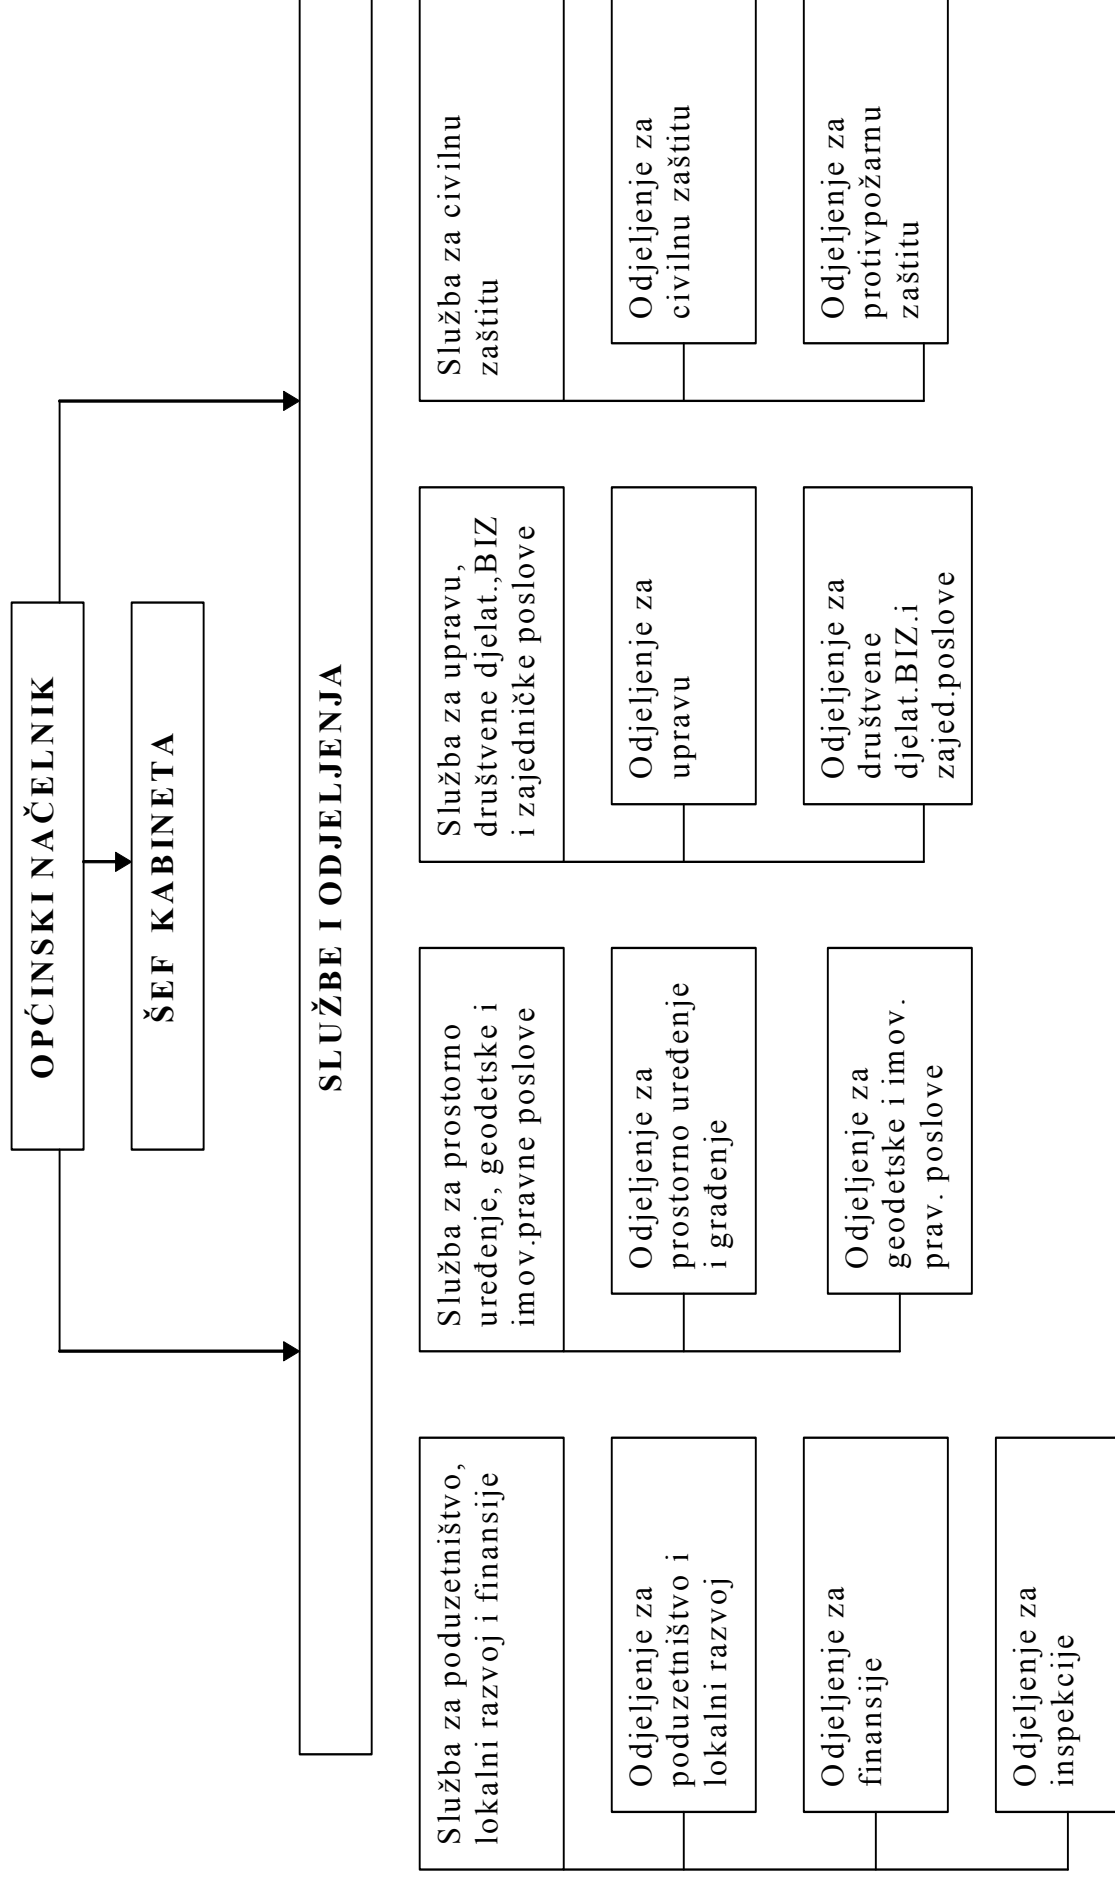 OPĆINSKI NAČELNIK
ŠEF KABINETA
SLUŽBE I ODJELJENJA
Služba za poduzetništvo,
lokalni razvoj i finansije
Odjeljenje za
poduzetništvo i
lokalni razvoj
Odjeljenje za
finansije
Odjeljenje za
inspekcije
Služba za prostorno
uređenje, geodetske i
imov.pravne poslove
Odjeljenje za
prostorno uređenje
i građenje
Odjeljenje za
geodetske i imov.
prav. poslove
Služba za upravu,
društvene djelat.,BIZ
i zajedničke poslove
Odjeljenje za
upravu
Odjeljenje za
društvene
djelat.BIZ.i
zajed.poslove
Služba za civilnu
zaštitu
Odjeljenje za
civilnu zaštitu
Odjeljenje za
protivpožarnu
zaštitu